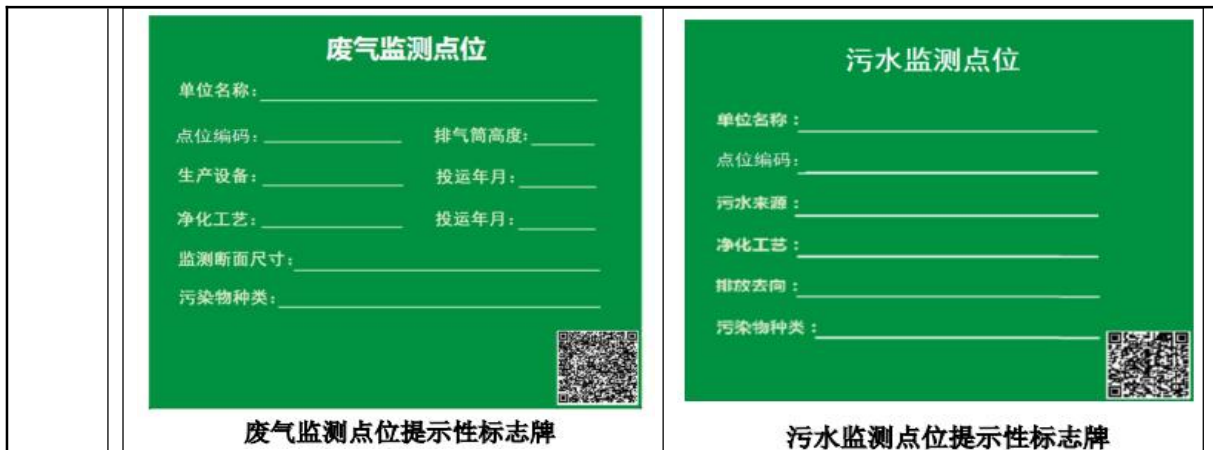 废气监测点位
单位名称:
点位编码:
排气筒高度:
生产设备:
投运年月:
净化工艺:
投运年月:
监测断面尺寸:
污染物种类:
废气监测点位提示性标志牌
污水监测点位
单位名称:
点位编码:
污水来源:
净化工艺:
排放去向:
污染物种类:
污水监测点位提示性标志牌